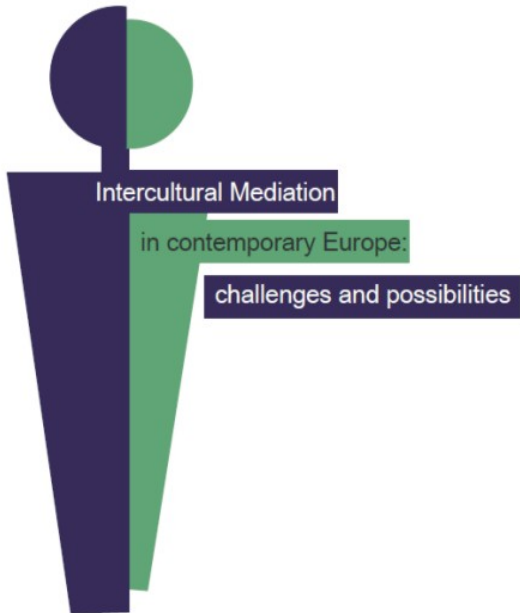 Intercultural Mediation
in contemporary Europe:
challenges and possibilities